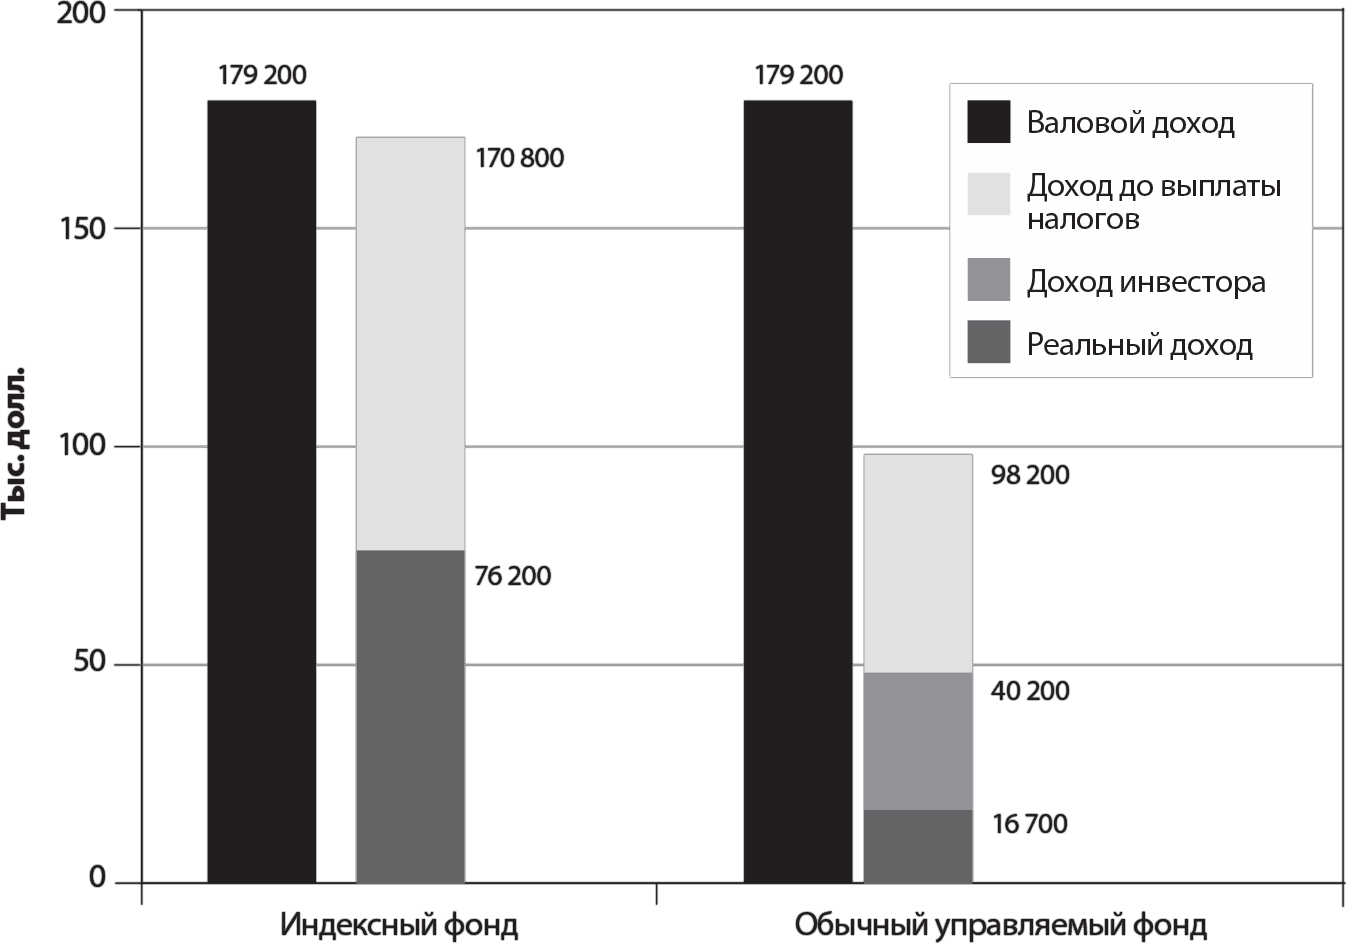 Тыс. долл.
200
150
100
50
0
179 200
170 800
76 200
179 200
98 200
40 200
16 700
Валовой доход
Доход до выплаты
налогов
Доход инвестора
Реальный доход
Индексный фонд
Обычный управляемый фонд